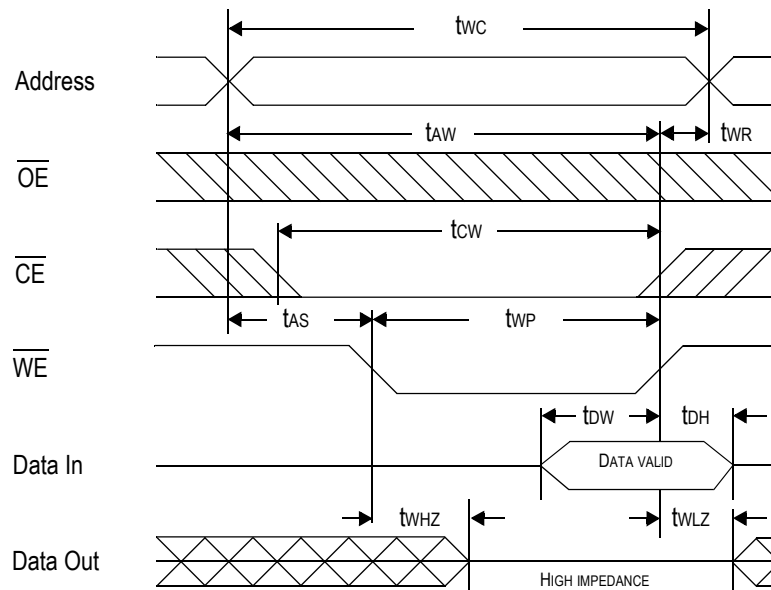 tWC
Address
tAW
tWR
OE
tCW
CE
tAS
tWP
WE
tDW
tDH
Data In
DATA VALID
tWHZ
tWLZ
Data Out
HIGH IMPEDANCE